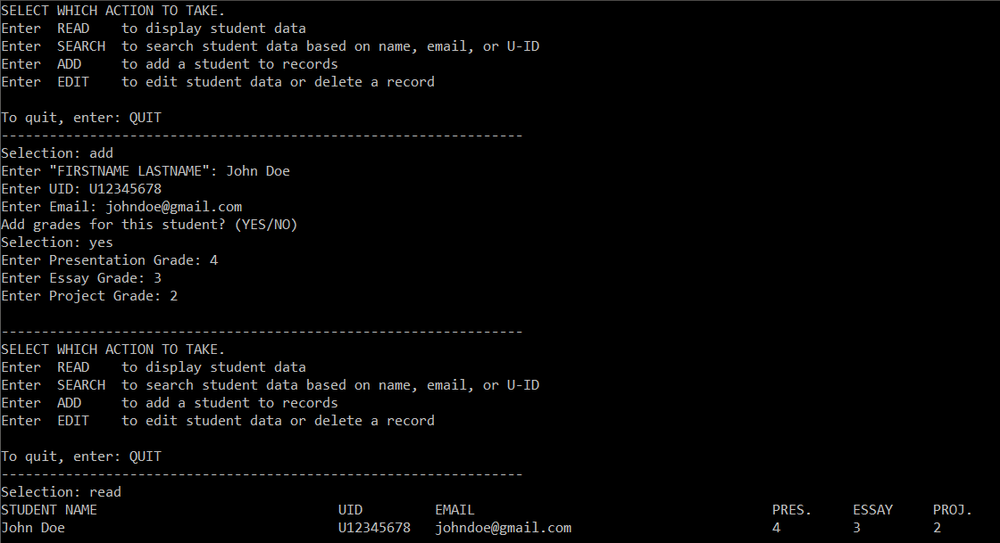 SELECT WHICH ACTION TO TAKE.
Enter  READ    to display student data
Enter  SEARCH  to search student data based on name, email, or U-ID
Enter  ADD     to add a student to records
Enter  EDIT    to edit student data or delete a record
To quit, enter: QUIT
-----------------------------------------------------------------
Selection: add
Enter "FIRSTNAME LASTNAME": John Doe
Enter UID: U12345678
Enter Email: johndoe@gmail.com
Add grades for this student? (YES/NO)
Selection: yes
Enter Presentation Grade: 4
Enter Essay Grade: 3
Enter Project Grade: 2
-----------------------------------------------------------------
SELECT WHICH ACTION TO TAKE.
Enter  READ    to display student data
Enter  SEARCH  to search student data based on name, email, or U-ID
Enter  ADD     to add a student to records
Enter  EDIT    to edit student data or delete a record
To quit, enter: QUIT
-----------------------------------------------------------------
Selection: read
STUDENT NAME                              UID         EMAIL                                     PRES.     ESSAY     PROJ.
John Doe                                  U12345678   johndoe@gmail.com                         4         3         2